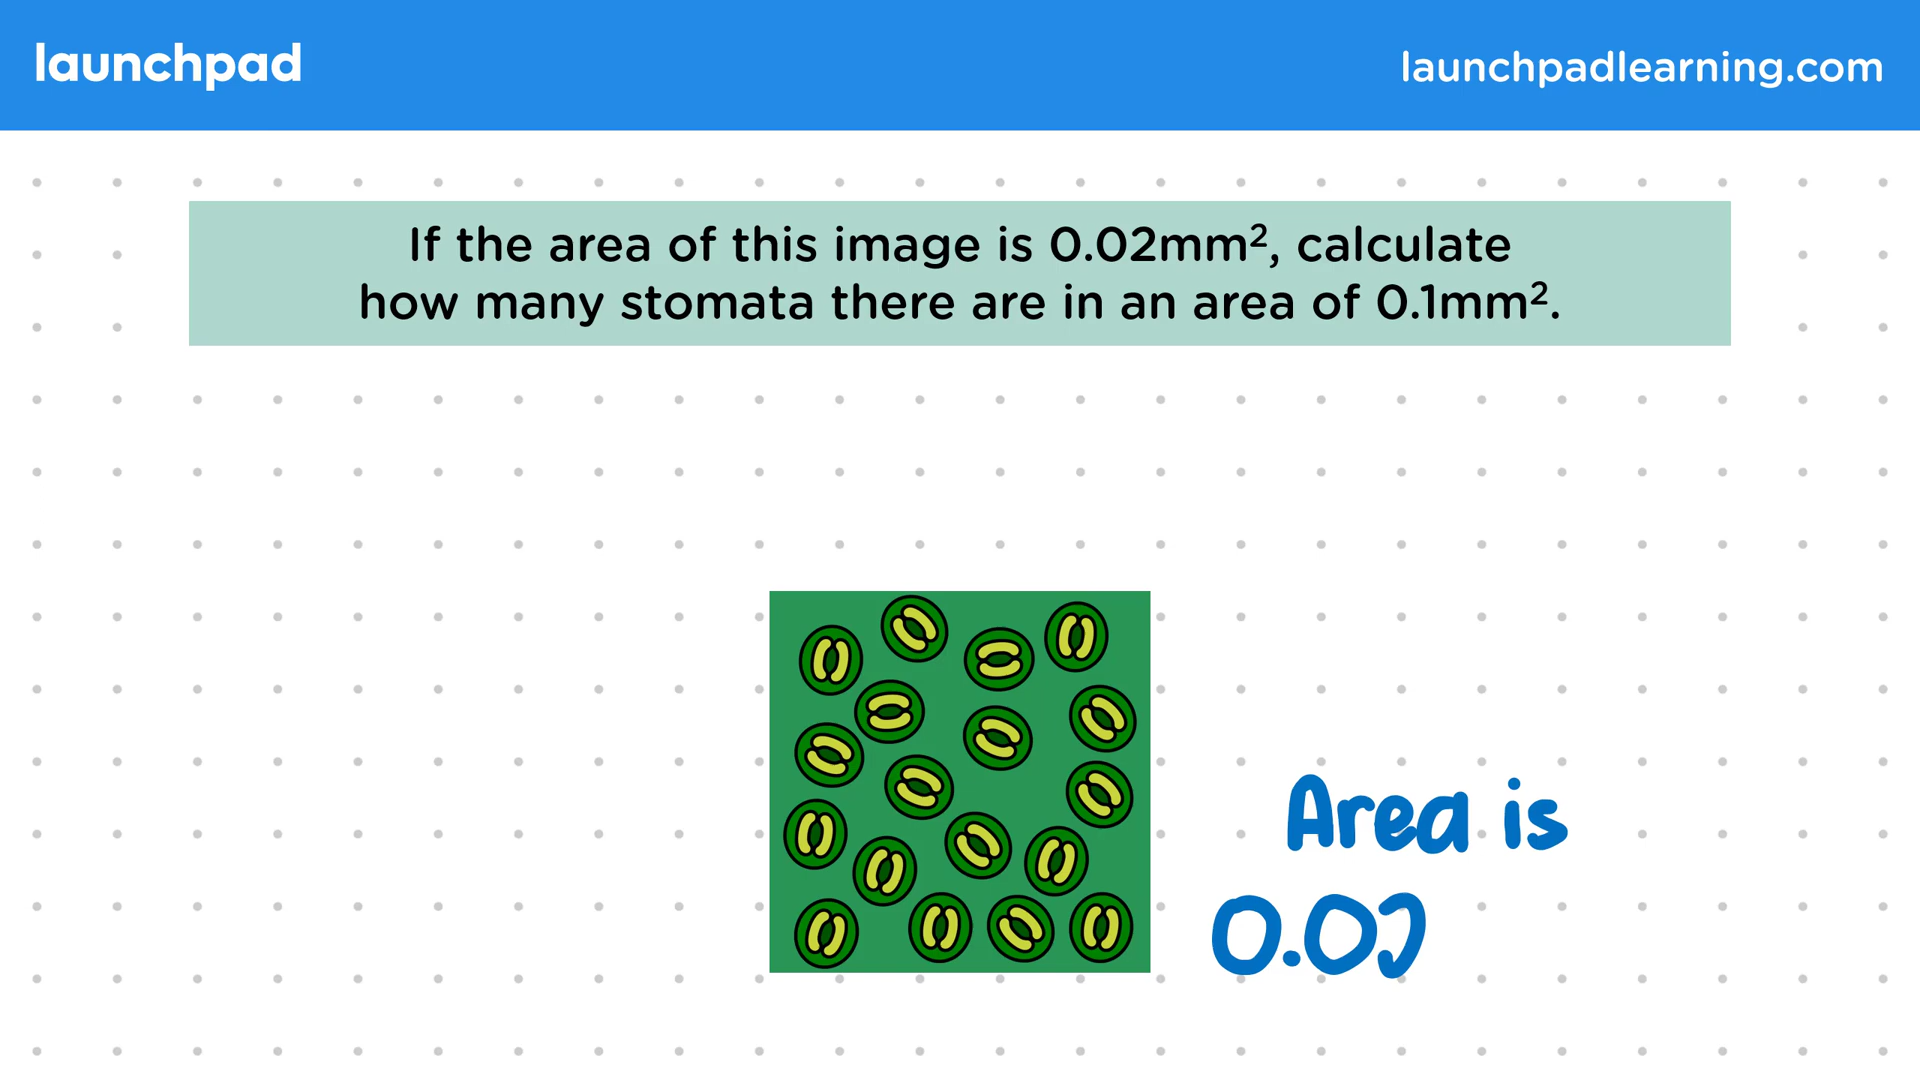 launchpad
launchpadlearning.com
If the area of this image is 0.02mm², calculate
how many stomata there are in an area of 0.1mm².
Area is
0.0